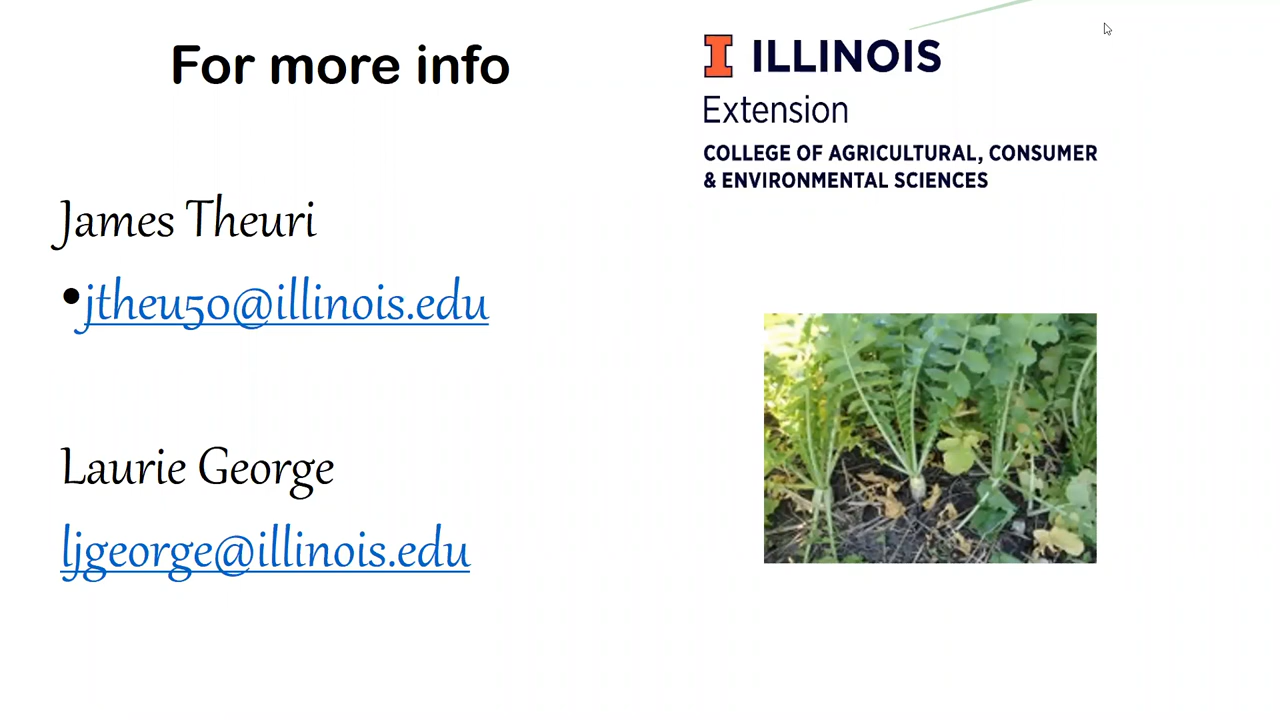 For more info
James Theuri
•jtheu50@illinois.edu
Laurie George
ljgeorge@illinois.edu
I ILLINOIS
Extension
COLLEGE OF AGRICULTURAL, CONSUMER
& ENVIRONMENTAL SCIENCES